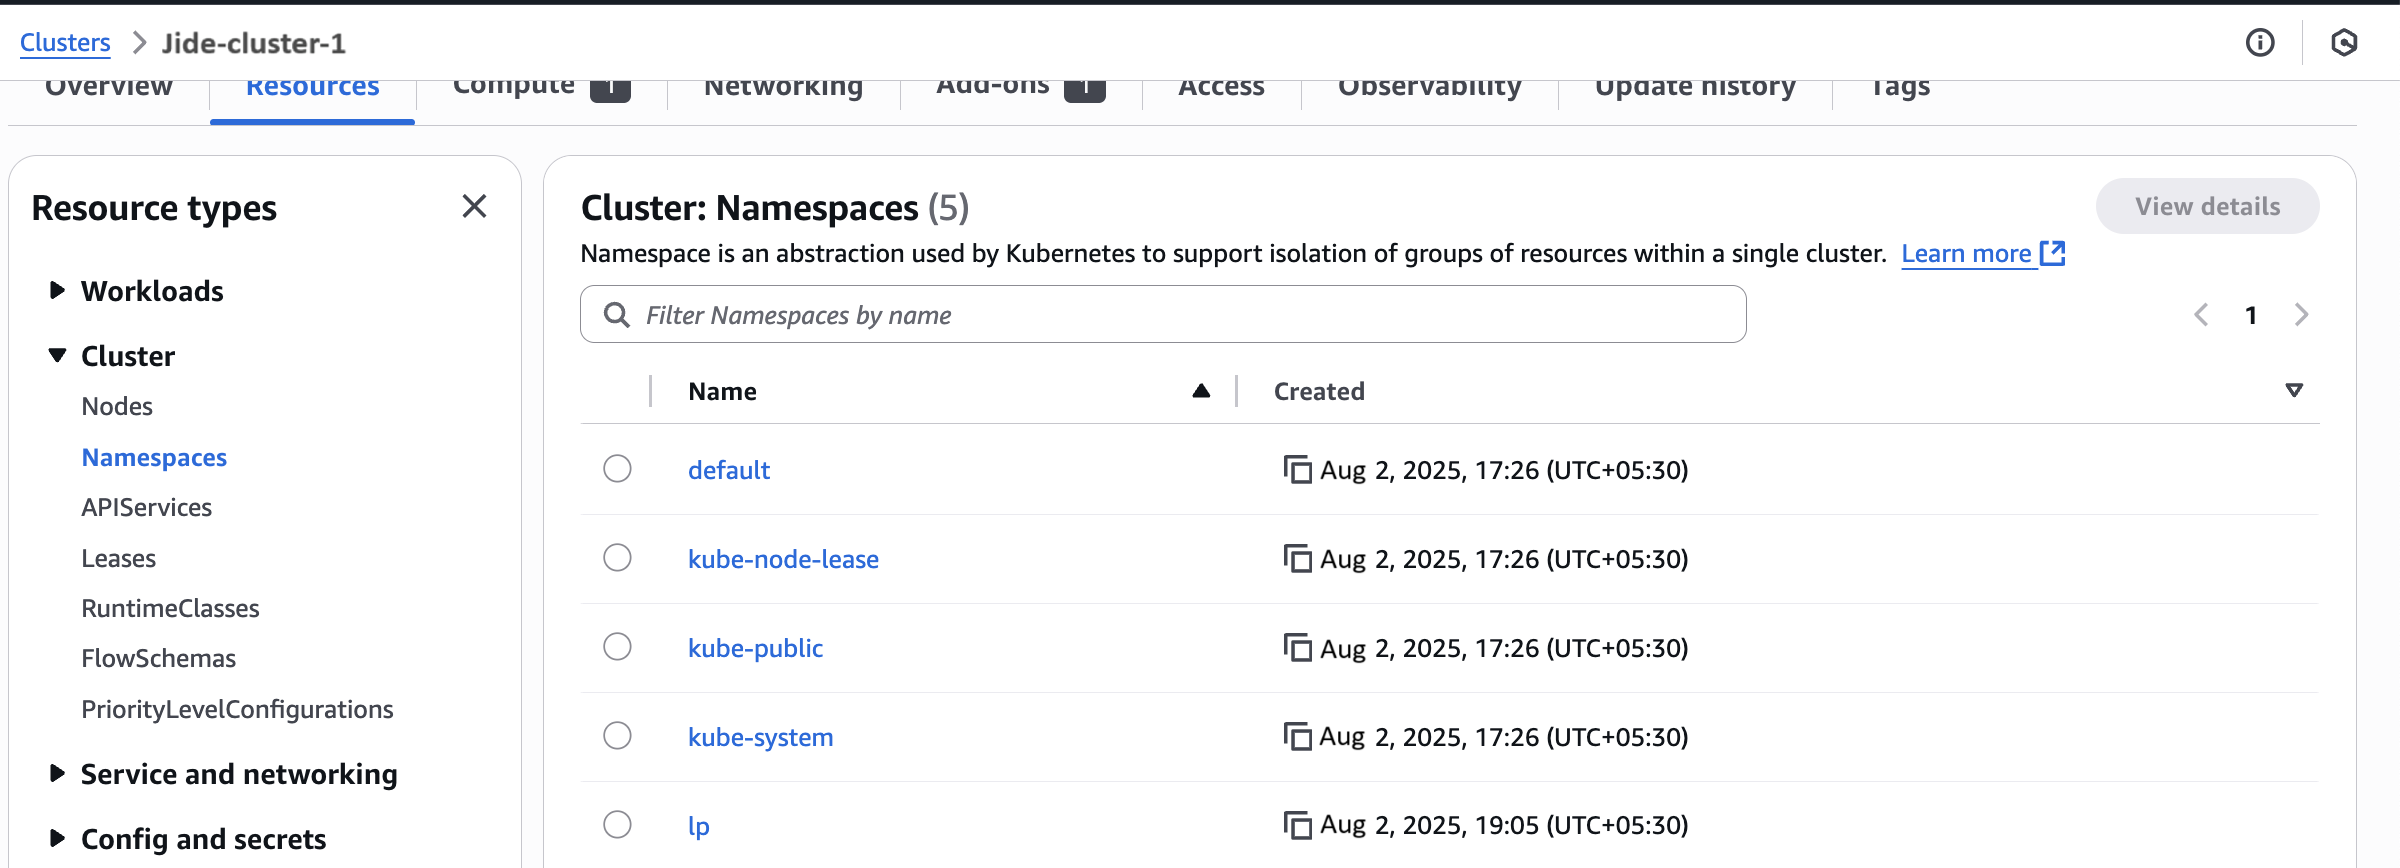 Clusters > Jide-cluster-1
Overview Resources Compute 1 Networking Add-ons 1 Access Observability Update history Tags
Resource types
Workloads
Cluster
Nodes
Namespaces
APIServices
Leases
RuntimeClasses
FlowSchemas
PriorityLevelConfigurations
Service and networking
Config and secrets
Cluster: Namespaces (5)
View details
Namespace is an abstraction used by Kubernetes to support isolation of groups of resources within a single cluster. Learn more
Filter Namespaces by name
1
Name Created
default Aug 2, 2025, 17:26 (UTC+05:30)
kube-node-lease Aug 2, 2025, 17:26 (UTC+05:30)
kube-public Aug 2, 2025, 17:26 (UTC+05:30)
kube-system Aug 2, 2025, 17:26 (UTC+05:30)
lp Aug 2, 2025, 19:05 (UTC+05:30)